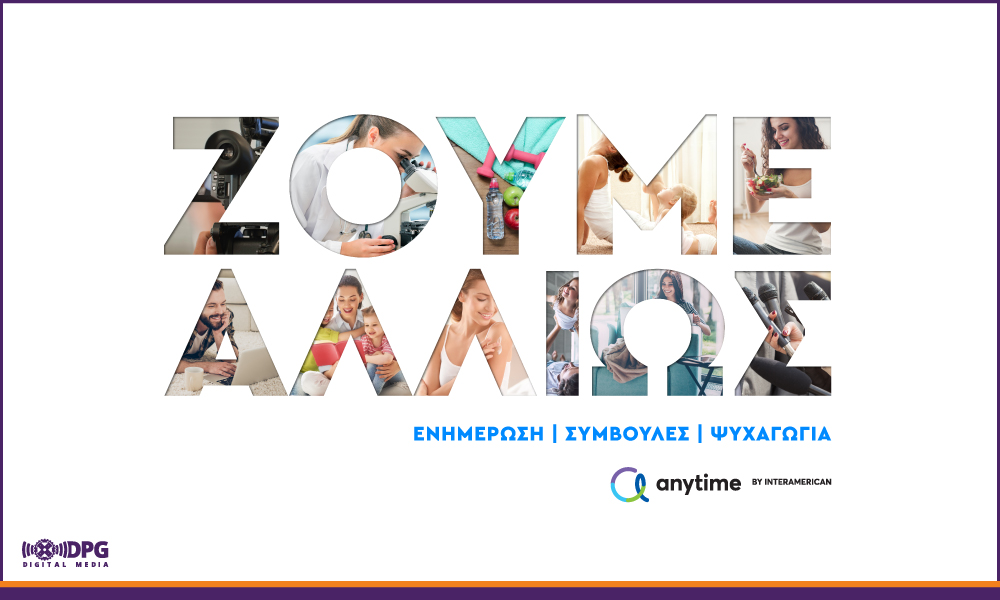 ΖΟΥΜΕ
ΑΛΛΙΩΣ
ΕΝΗΜΕΡΩΣΗ | ΣΥΜΒΟΥΛΕΣ | ΨΥΧΑΓΩΓΙΑ
anytime BY INTERAMERICAN
DPG
DIGITAL MEDIA